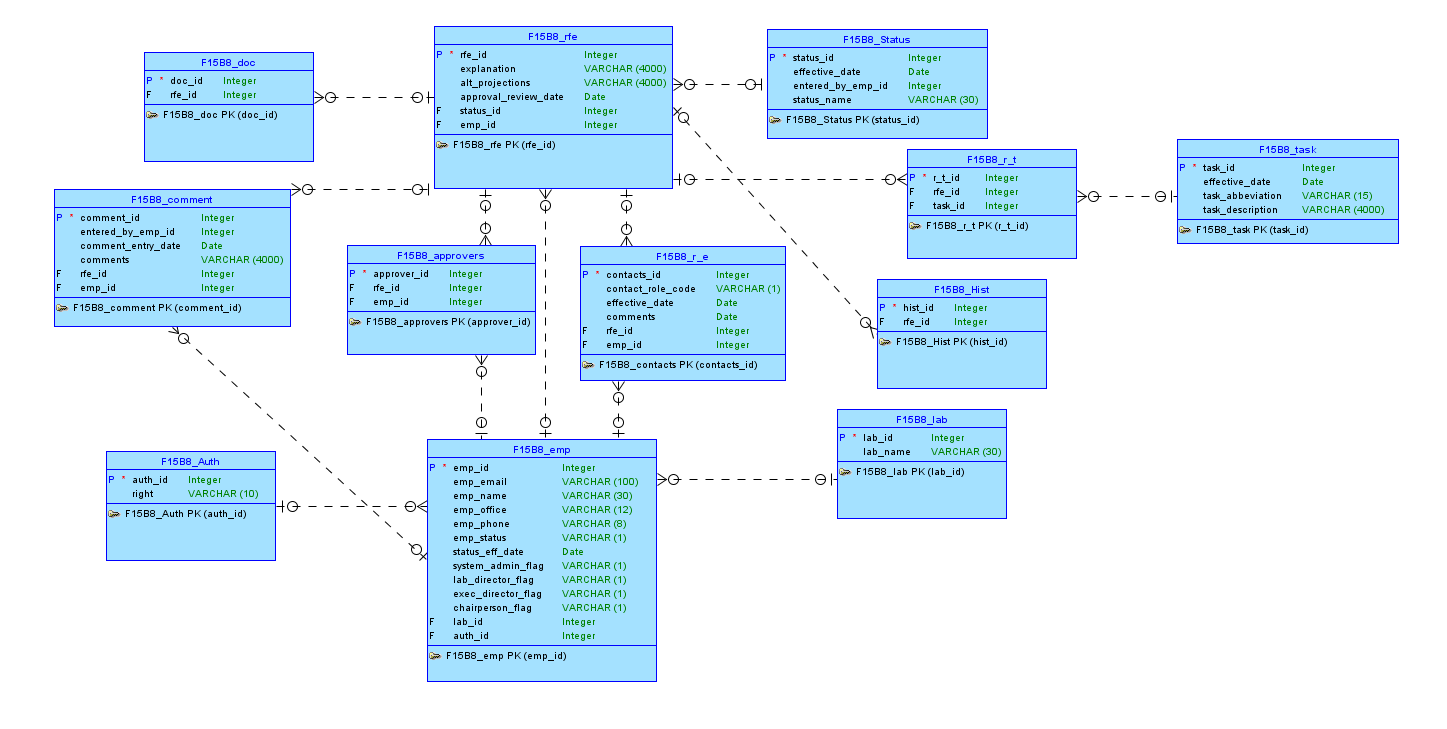 F15B8_doc
P * doc_id Integer
F rfe_id Integer
F15B8_doc PK (doc_id)
F15B8_rfe
P * rfe_id Integer
explanation VARCHAR (4000)
alt_projections VARCHAR (4000)
approval_review_date Date
F status_id Integer
F emp_id Integer
F15B8_rfe PK (rfe_id)
F15B8_Status
P * status_id Integer
effective_date Date
entered_by_emp_id Integer
status_name VARCHAR (30)
F15B8_Status PK (status_id)
F15B8_r_t
P * r_t_id Integer
F rfe_id Integer
F task_id Integer
F15B8_r_t PK (r_t_id)
F15B8_task
P * task_id Integer
effective_date Date
task_abbeviation VARCHAR (15)
task_description VARCHAR (4000)
F15B8_task PK (task_id)
F15B8_comment
P * comment_id Integer
entered_by_emp_id Integer
comment_entry_date Date
comments VARCHAR (4000)
F rfe_id Integer
F emp_id Integer
F15B8_comment PK (comment_id)
F15B8_approvers
P * approver_id Integer
F rfe_id Integer
F emp_id Integer
F15B8_approvers PK (approver_id)
F15B8_r_e
P * contacts_id Integer
contact_role_code VARCHAR (1)
effective_date Date
comments Date
F rfe_id Integer
F emp_id Integer
F15B8_contacts PK (contacts_id)
F15B8_Hist
P * hist_id Integer
F rfe_id Integer
F15B8_Hist PK (hist_id)
F15B8_Auth
P * auth_id Integer
right VARCHAR (10)
F15B8_Auth PK (auth_id)
F15B8_emp
P * emp_id Integer
emp_email VARCHAR (100)
emp_name VARCHAR (30)
emp_office VARCHAR (12)
emp_phone VARCHAR (8)
emp_status VARCHAR (1)
status_eff_date Date
system_admin_flag VARCHAR (1)
lab_director_flag VARCHAR (1)
exec_director_flag VARCHAR (1)
chairperson_flag VARCHAR (1)
F lab_id Integer
F auth_id Integer
F15B8_emp PK (emp_id)
F15B8_lab
P * lab_id Integer
lab_name VARCHAR (30)
F15B8_lab PK (lab_id)